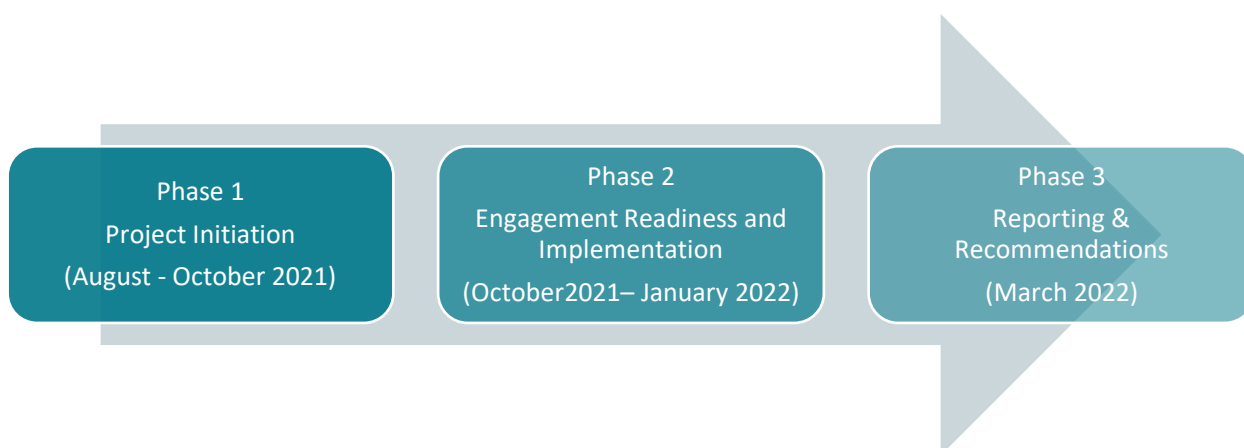 Phase 1
Project Initiation
(August - October 2021)
Phase 2
Engagement Readiness and
Implementation
(October2021– January 2022)
Phase 3
Reporting &
Recommendations
(March 2022)